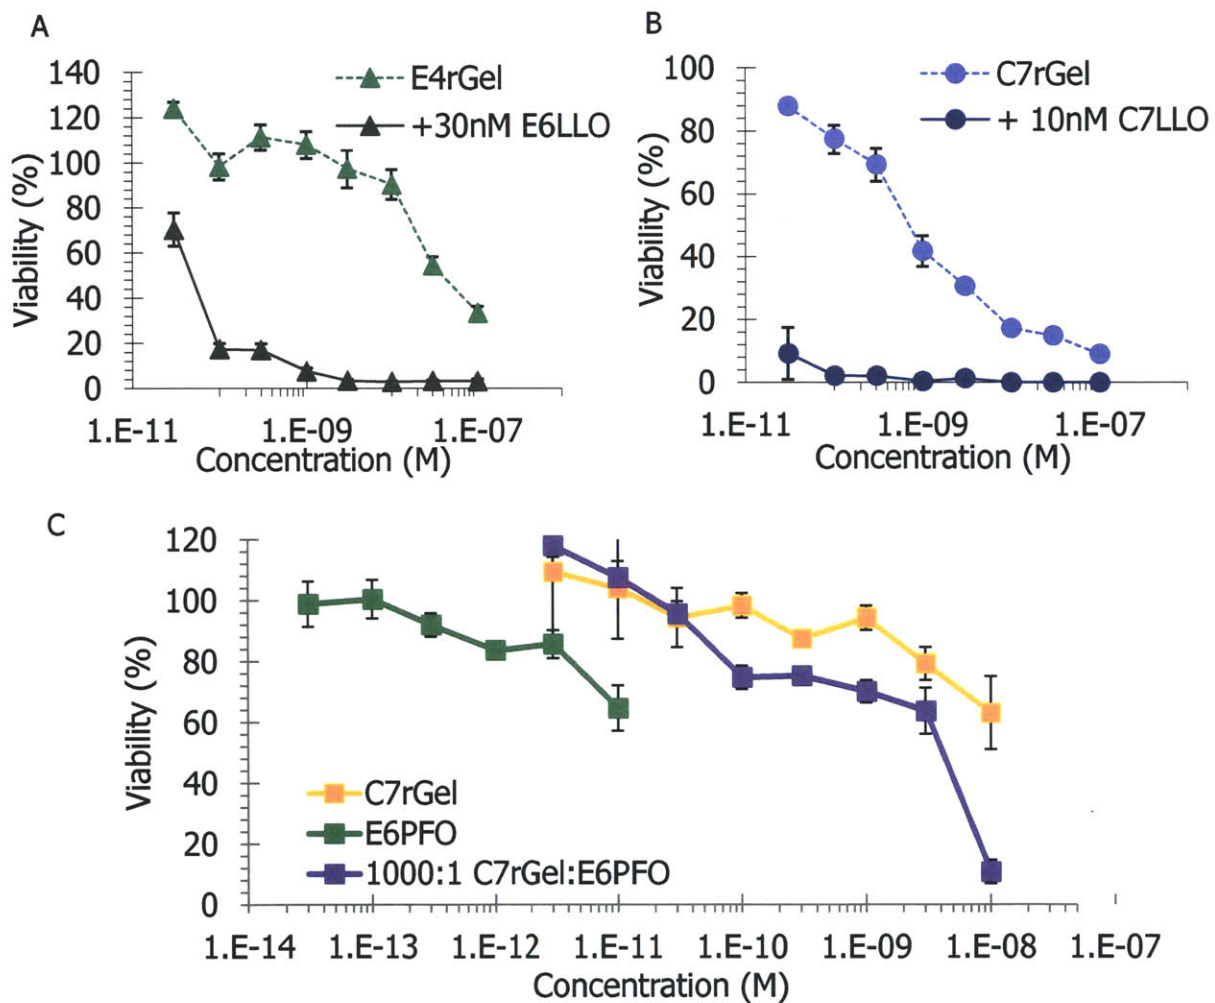 A
140
120
100
80
60
40
20
0
Viability (%)
E4rGel
+30nM E6LLO
1.E-11 1.E-09 1.E-07
Concentration (M)
B
100
80
60
40
20
0
Viability (%)
C7rGel
+ 10nM C7LLO
1.E-11 1.E-09 1.E-07
Concentration (M)
C
120
100
80
60
40
20
0
Viability (%)
C7rGel
E6PFO
1000:1 C7rGel:E6PFO
1.E-14 1.E-13 1.E-12 1.E-11 1.E-10 1.E-09 1.E-08 1.E-07
Concentration (M)